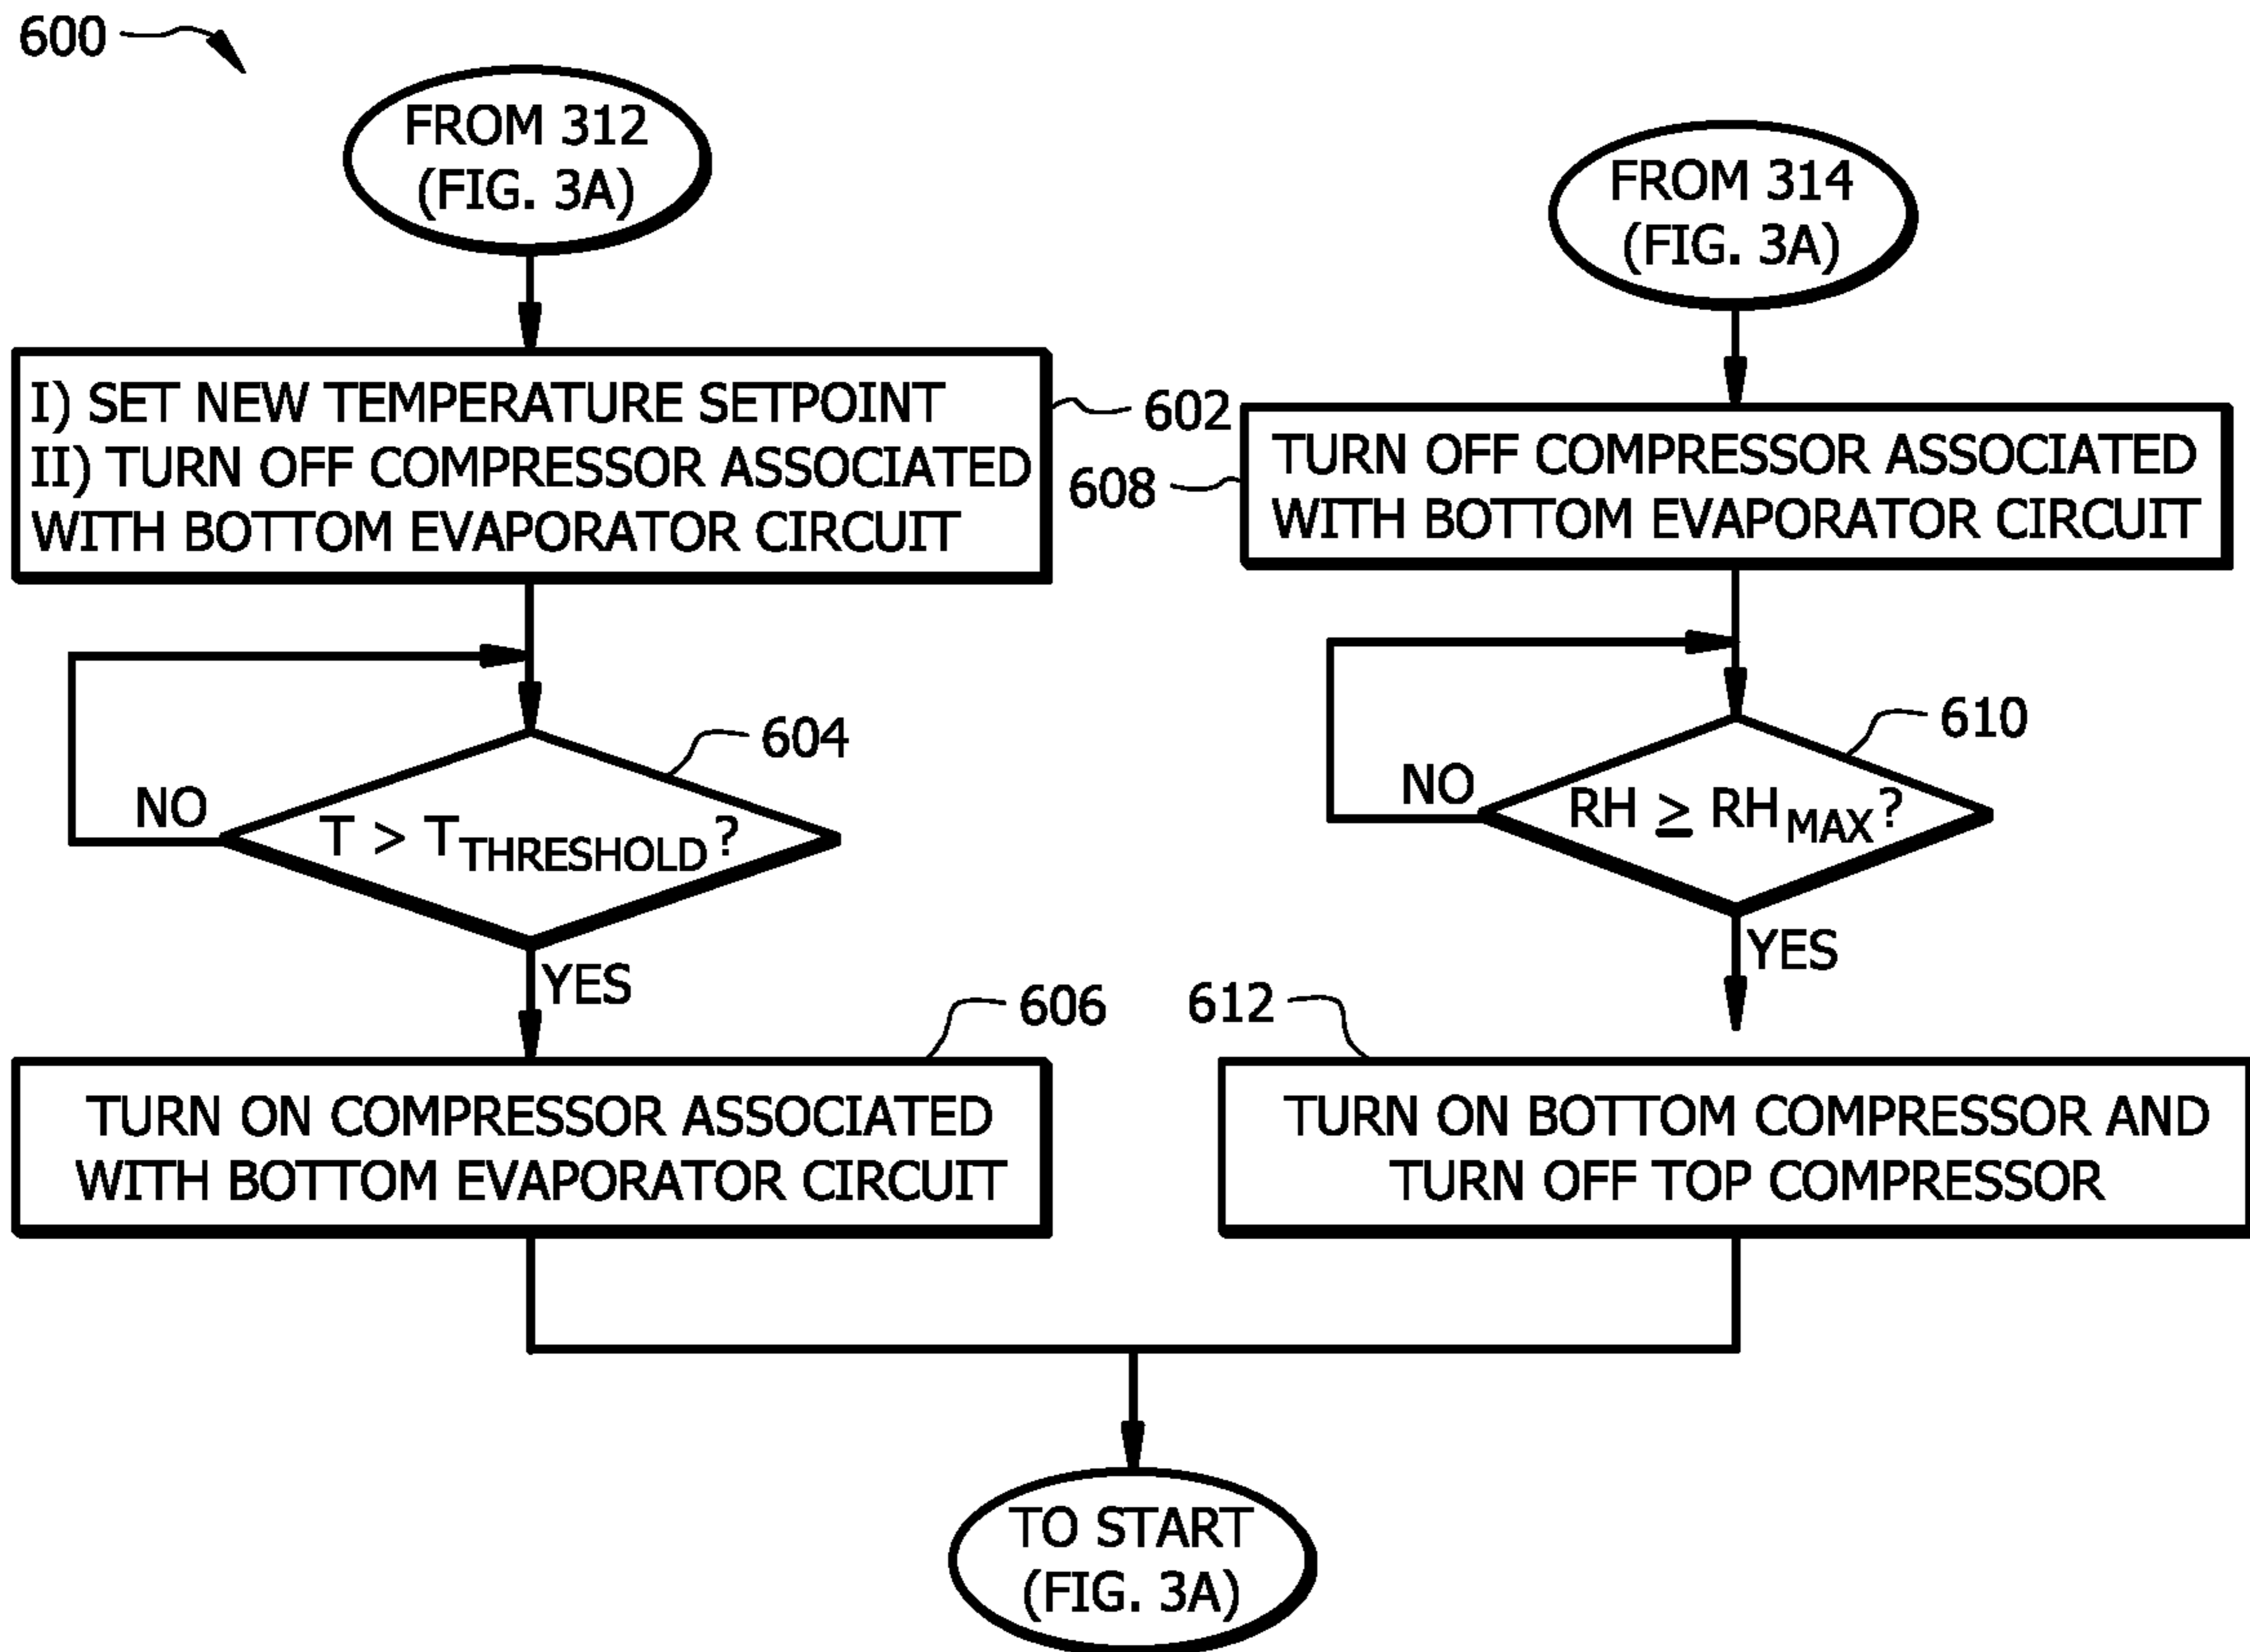 600
FROM 312
(FIG. 3A)
I) SET NEW TEMPERATURE SETPOINT
II) TURN OFF COMPRESSOR ASSOCIATED
WITH BOTTOM EVAPORATOR CIRCUIT
602
604
NO
T > T THRESHOLD?
YES
606
TURN ON COMPRESSOR ASSOCIATED
WITH BOTTOM EVAPORATOR CIRCUIT
FROM 314
(FIG. 3A)
608
TURN OFF COMPRESSOR ASSOCIATED
WITH BOTTOM EVAPORATOR CIRCUIT
610
NO
RH ≥ RH MAX?
YES
612
TURN ON BOTTOM COMPRESSOR AND
TURN OFF TOP COMPRESSOR
TO START
(FIG. 3A)